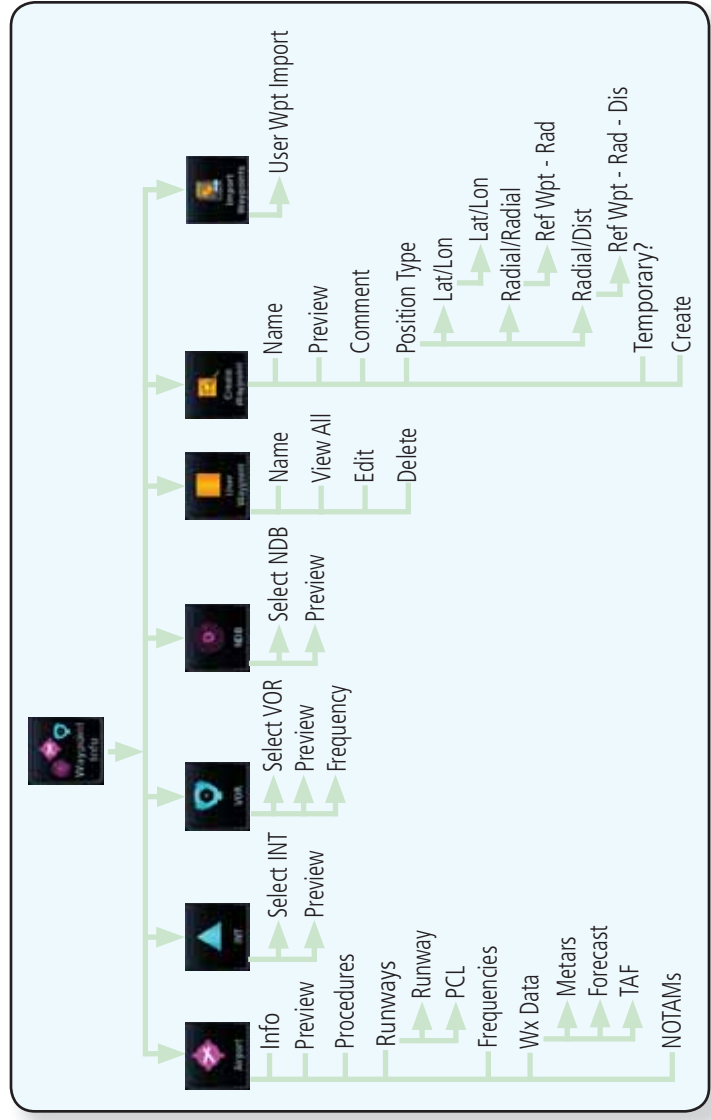 Waypoint
Info
Airport
Info
Preview
Procedures
Runways
Runway
PCL
Frequencies
Wx Data
Metars
Forecast
TAF
NOTAMs
INT
Select INT
Preview
VOR
Select VOR
Preview
Frequency
NDB
Select NDB
Preview
User
Waypoint
Name
View All
Edit
Delete
Create
Waypoint
Name
Preview
Comment
Position Type
Lat/Lon
Lat/Lon
Radial/Radial
Ref Wpt - Rad
Radial/Dist
Ref Wpt - Rad - Dis
Temporary?
Create
Import
Waypoints
User Wpt Import